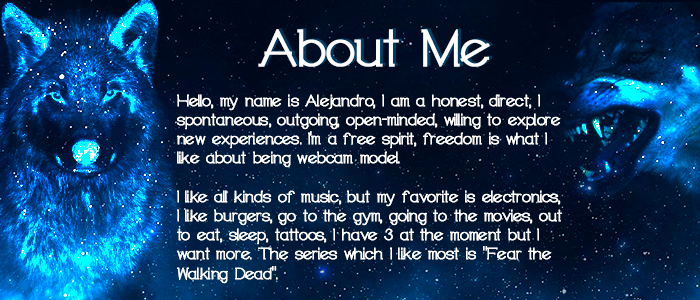 About Me
Hello, my name is Alejandro, I am a honest, direct, I
spontaneous, outgoing, open-minded, willing to explore
new experiences. I'm a free spirit, freedom is what I
like about being webcam model.
I like all kinds of music, but my favorite is electronics,
I like burgers, go to the gym, going to the movies, out
to eat, sleep, tattoos, I have 3 at the moment but I
want more. The series which I like most is "Fear the
Walking Dead".